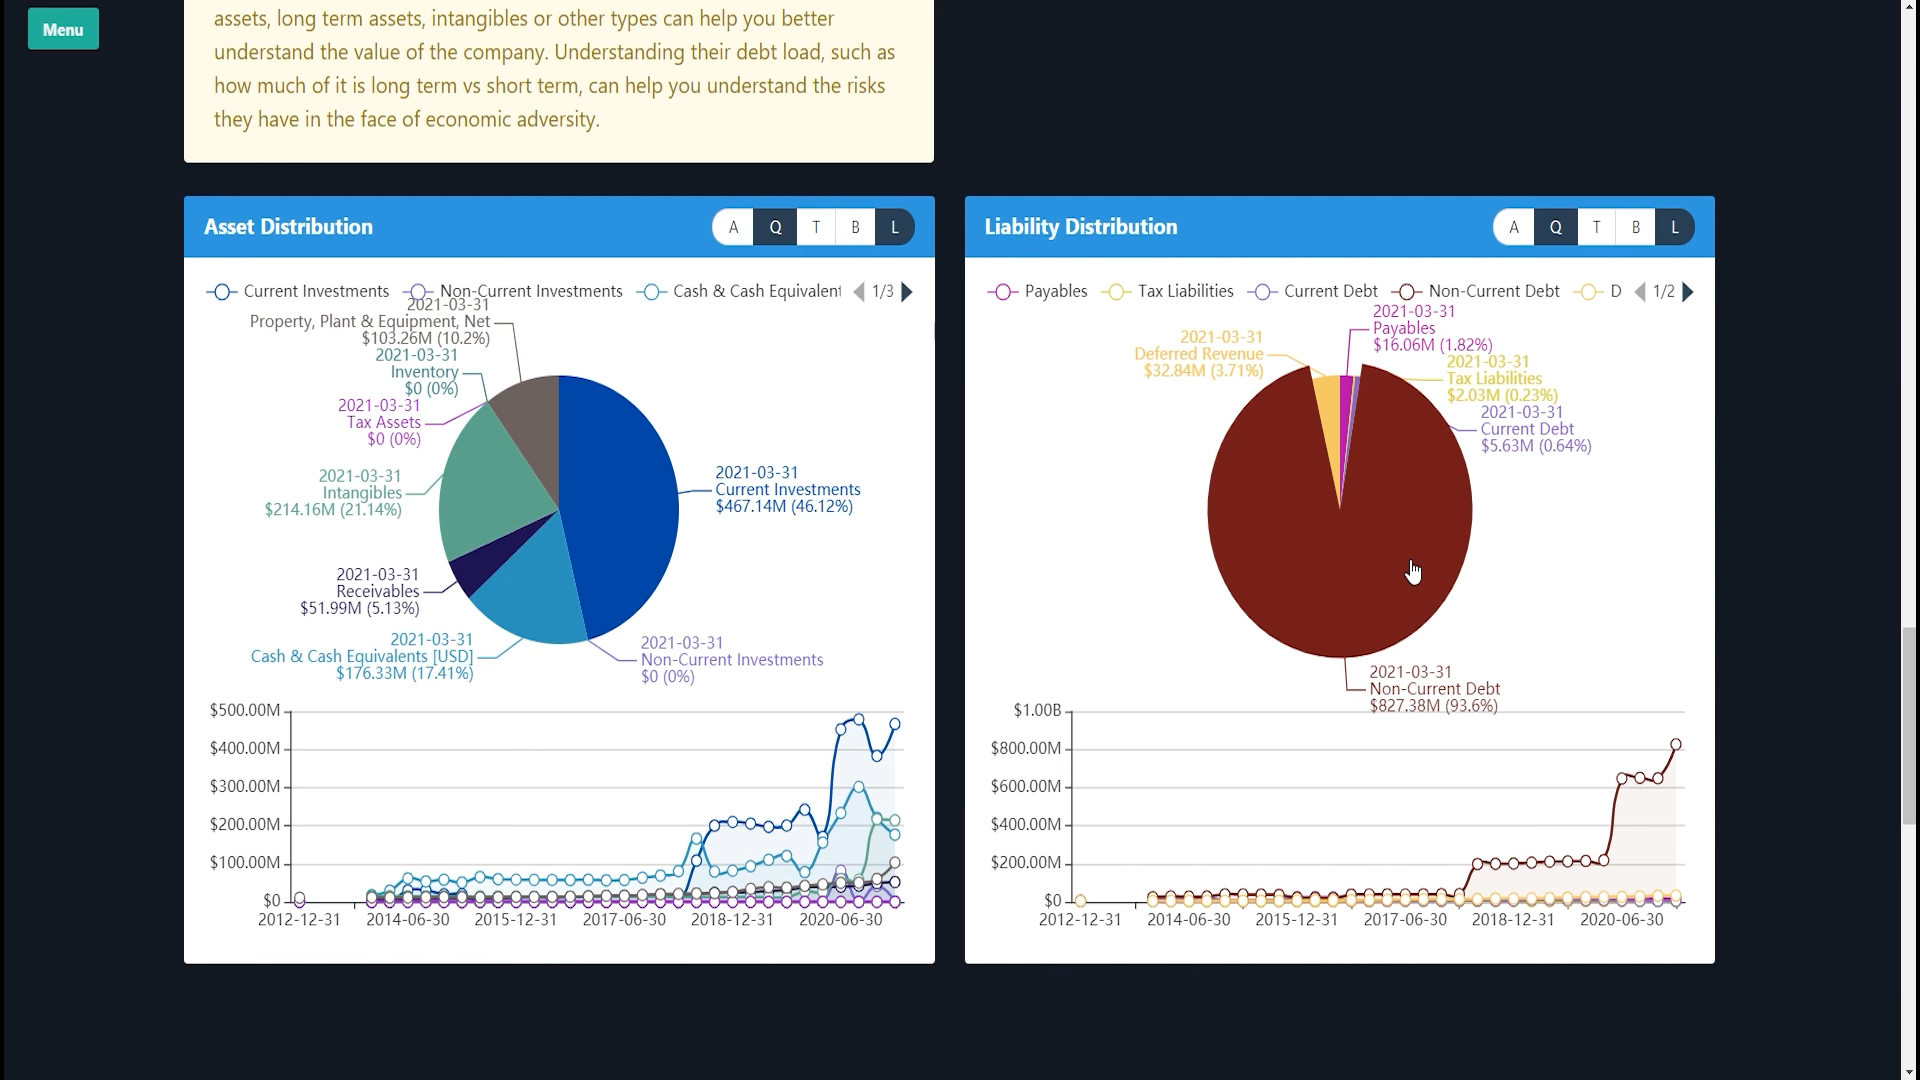 Menu
assets, long term assets, intangibles or other types can help you better
understand the value of the company. Understanding their debt load, such as
how much of it is long term vs short term, can help you understand the risks
they have in the face of economic adversity.
Asset Distribution
A Q T B L
Current Investments Non-Current Investments Cash & Cash Equivalent 1/3
2021-03-31
Property, Plant & Equipment, Net
$103.26M (10.2%)
2021-03-31
Inventory
$0 (0%)
2021-03-31
Tax Assets
$0 (0%)
2021-03-31
Intangibles
$214.16M (21.14%)
2021-03-31
Current Investments
$467.14M (46.12%)
2021-03-31
Receivables
$51.99M (5.13%)
2021-03-31
Cash & Cash Equivalents [USD]
$176.33M (17.41%)
2021-03-31
Non-Current Investments
$0 (0%)
$500.00M
$400.00M
$300.00M
$200.00M
$100.00M
$0
2012-12-31 2014-06-30 2015-12-31 2017-06-30 2018-12-31 2020-06-30
Liability Distribution
A Q T B L
Payables Tax Liabilities Current Debt Non-Current Debt D 1/2
2021-03-31
Payables
$16.06M (1.82%)
2021-03-31
Deferred Revenue
$32.84M (3.71%)
2021-03-31
Tax Liabilities
$2.03M (0.23%)
2021-03-31
Current Debt
$5.63M (0.64%)
2021-03-31
Non-Current Debt
$827.38M (93.6%)
$1.00B
$800.00M
$600.00M
$400.00M
$200.00M
$0
2012-12-31 2014-06-30 2015-12-31 2017-06-30 2018-12-31 2020-06-30